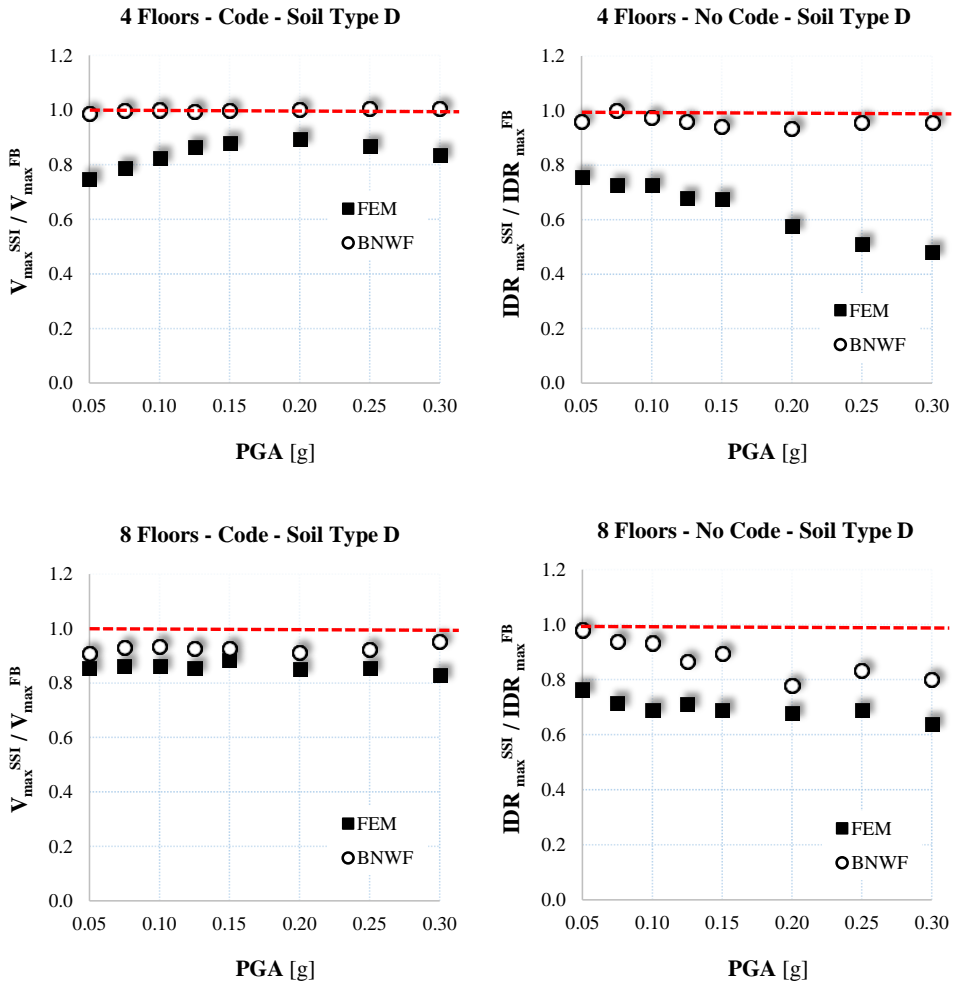 4 Floors - Code - Soil Type D
V_max^SSI / V_max^FB
1.2
1.0
0.8
0.6
0.4
0.2
0.0
FEM
BNWF
0.05 0.10 0.15 0.20 0.25 0.30
PGA [g]
4 Floors - No Code - Soil Type D
IDR_max^SSI / IDR_max^FB
1.2
1.0
0.8
0.6
0.4
0.2
0.0
FEM
BNWF
0.05 0.10 0.15 0.20 0.25 0.30
PGA [g]
8 Floors - Code - Soil Type D
V_max^SSI / V_max^FB
1.2
1.0
0.8
0.6
0.4
0.2
0.0
FEM
BNWF
0.05 0.10 0.15 0.20 0.25 0.30
PGA [g]
8 Floors - No Code - Soil Type D
IDR_max^SSI / IDR_max^FB
1.2
1.0
0.8
0.6
0.4
0.2
0.0
FEM
BNWF
0.05 0.10 0.15 0.20 0.25 0.30
PGA [g]